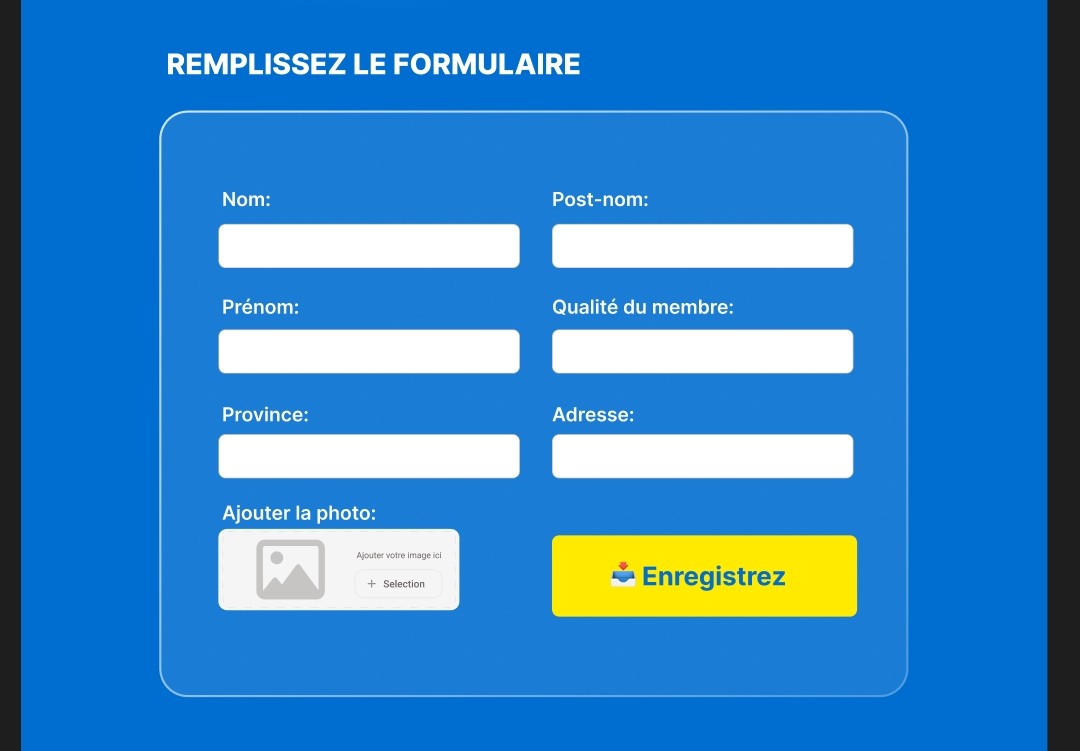 REMPLISSEZ LE FORMULAIRE
Nom:
Post-nom:
Prénom:
Qualité du membre:
Province:
Adresse:
Ajouter la photo:
Ajouter votre image ici
+ Selection
Enregistrez